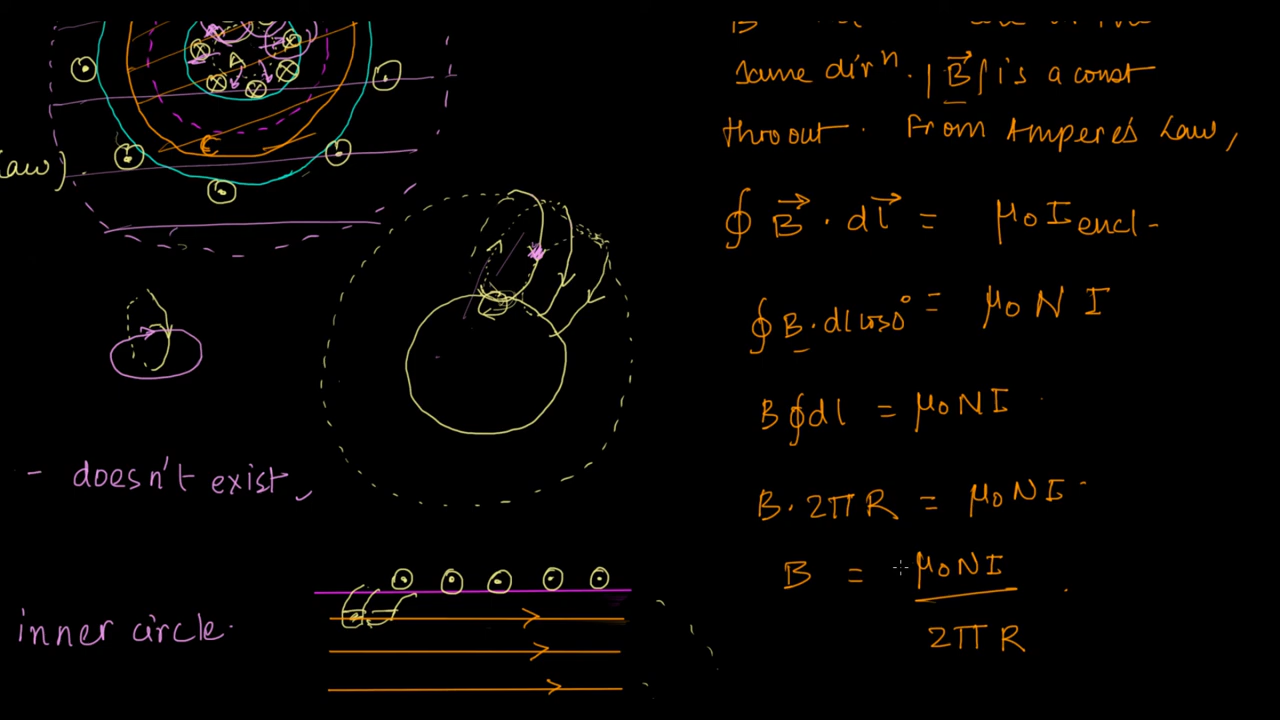 same dirⁿ. |B⃗| is a const
throout. From Ampere's Law,
Law).
A
C
∮ B⃗ · dl⃗ = μ₀ I encl.
∮ B · dl cos 0° = μ₀ N I
B ∮ dl = μ₀ N I
- doesn't exist,
B · 2π R = μ₀ N I
B = μ₀ N I / 2π R
inner circle.